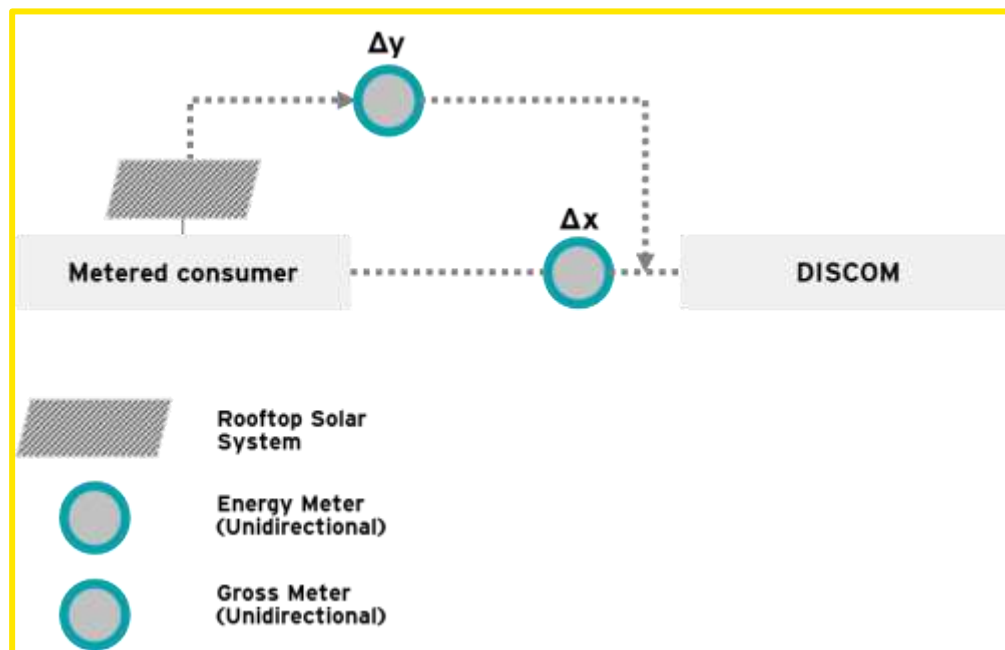 Δy
Δx
Metered consumer
DISCOM
Rooftop Solar
System
Energy Meter
(Unidirectional)
Gross Meter
(Unidirectional)